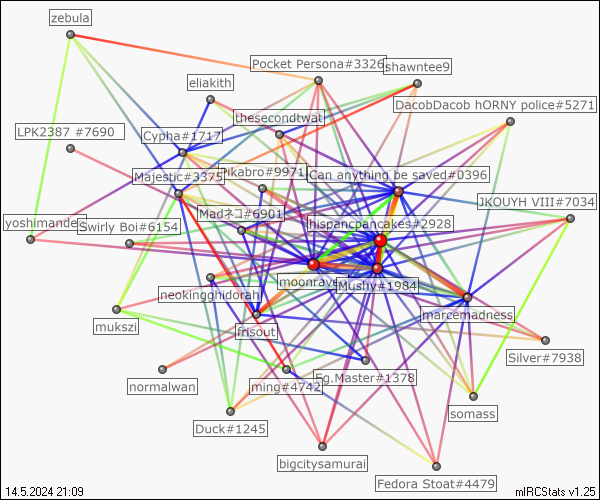 zebula
Pocket Persona#3326
shawntee9
eliakith
DacobDacob hORNY police#5271
thesecondtwat
LPK2387 #7690
Cypha#1717
Majestic#3375
Pikabro#9971
Can anything be saved#0396
JKOUYH VIII#7034
Madネコ#6901
yoshimandel
Swirly Boi#6154
hispancpancakes#2928
moonrave
Mushy#1984
neokingghidorah
marcemadness
mukszi
frisout
Silver#7938
normalwan
ming#4742
Fg.Master#1378
somass
Duck#1245
bigcitysamurai
Fedora Stoat#4479
14.5.2024 21:09
mIRCStats v1.25